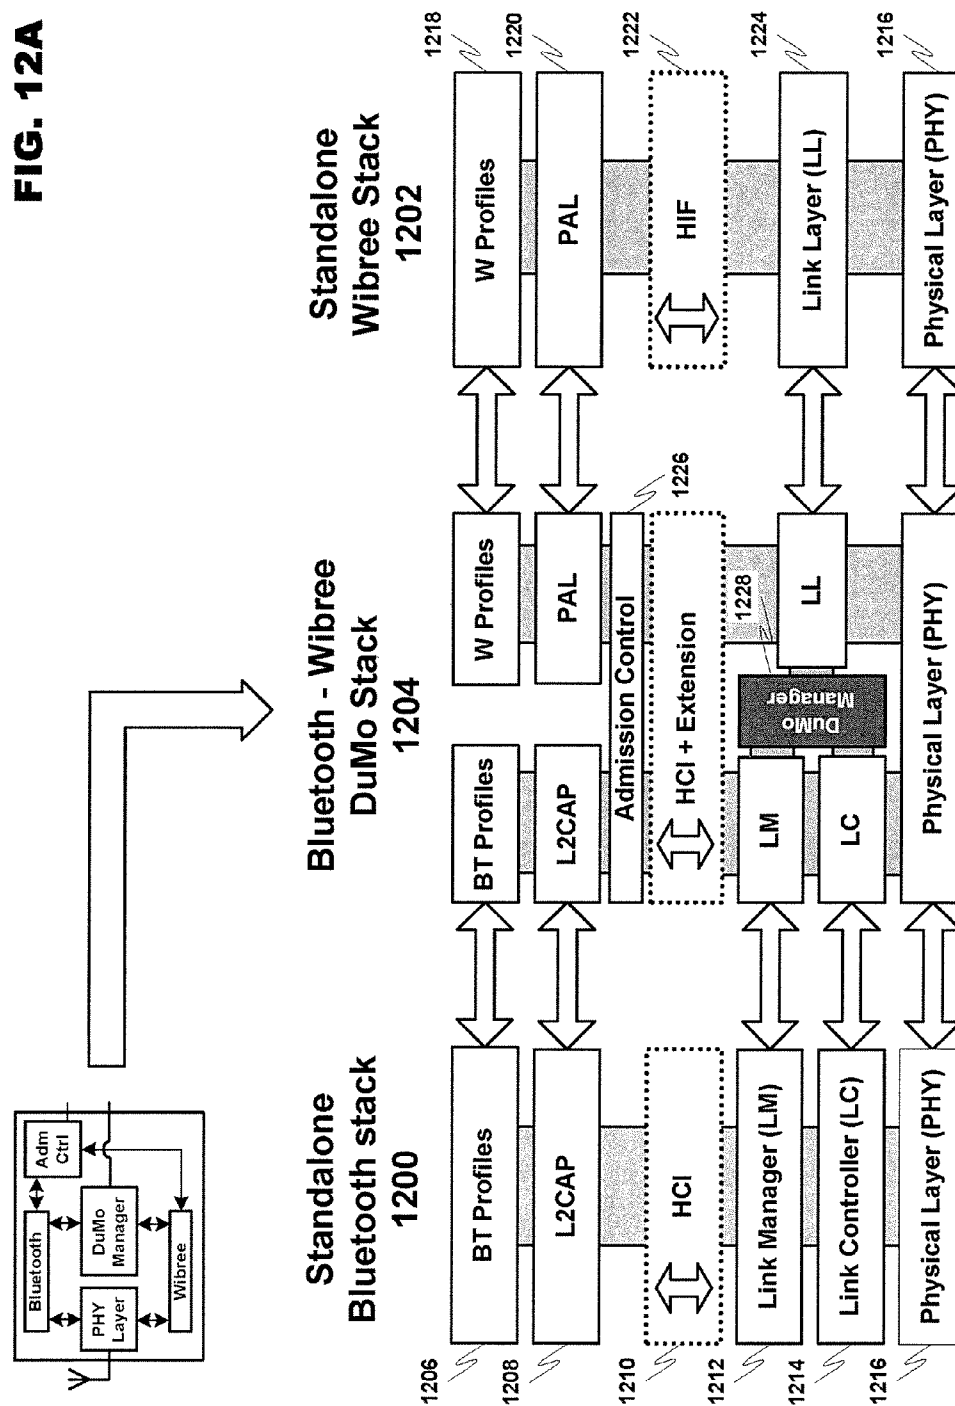 FIG. 12A
Bluetooth
Adm
Ctrl
PHY
Layer
DuMo
Manager
Wibree
Standalone
Bluetooth stack
1200
Bluetooth - Wibree
DuMo Stack
1204
Standalone
Wibree Stack
1202
1206
BT Profiles
BT Profiles
W Profiles
W Profiles
1218
1208
L2CAP
L2CAP
PAL
PAL
1220
Admission Control
1226
1210
HCI
HCI + Extension
HIF
1222
1212
Link Manager (LM)
LM
DuMo
Manager
1228
LL
Link Layer (LL)
1224
1214
Link Controller (LC)
LC
1216
Physical Layer (PHY)
Physical Layer (PHY)
Physical Layer (PHY)
1216